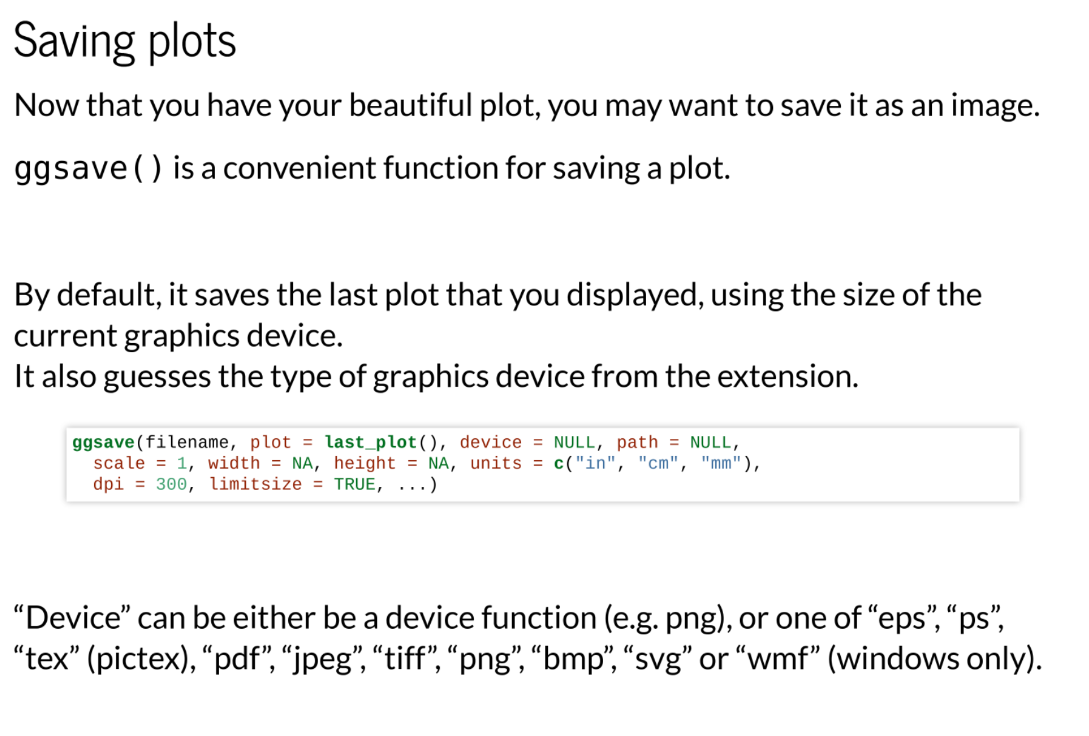 Saving plots
Now that you have your beautiful plot, you may want to save it as an image.
ggsave() is a convenient function for saving a plot.
By default, it saves the last plot that you displayed, using the size of the
current graphics device.
It also guesses the type of graphics device from the extension.
ggsave(filename, plot = last_plot(), device = NULL, path = NULL,
  scale = 1, width = NA, height = NA, units = c("in", "cm", "mm"),
  dpi = 300, limitsize = TRUE, ...)
“Device” can be either be a device function (e.g. png), or one of “eps”, “ps”,
“tex” (pictex), “pdf”, “jpeg”, “tiff”, “png”, “bmp”, “svg” or “wmf” (windows only).